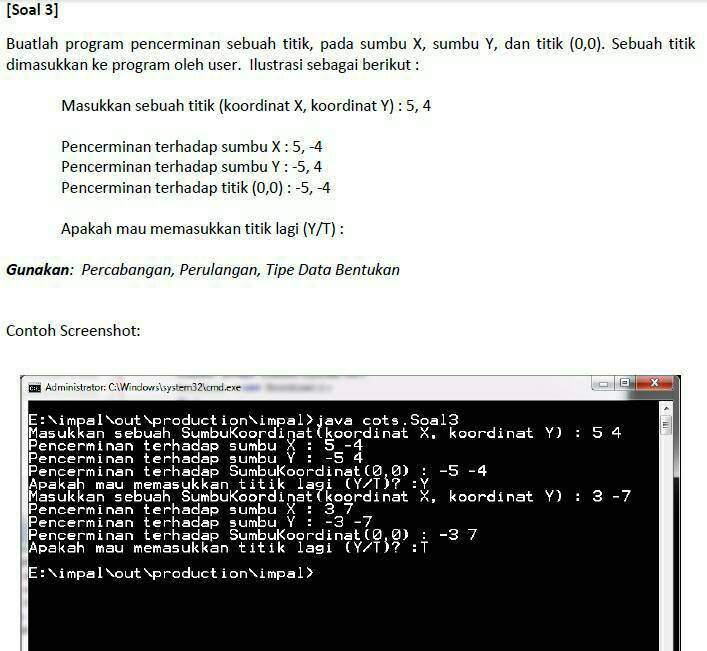 [Soal 3]
Buatlah program pencerminan sebuah titik, pada sumbu X, sumbu Y, dan titik (0,0). Sebuah titik
dimasukkan ke program oleh user. Ilustrasi sebagai berikut :
Masukkan sebuah titik (koordinat X, koordinat Y) : 5, 4
Pencerminan terhadap sumbu X : 5, -4
Pencerminan terhadap sumbu Y : -5, 4
Pencerminan terhadap titik (0,0) : -5, -4
Apakah mau memasukkan titik lagi (Y/T) :
Gunakan: Percabangan, Perulangan, Tipe Data Bentukan
Contoh Screenshot:
Administrator: C:\Windows\system32\cmd.exe
E:\impal\out\production\impal>java cots.Soal3
Masukkan sebuah SumbuKoordinat(koordinat X, koordinat Y) : 5 4
Pencerminan terhadap sumbu X : 5 -4
Pencerminan terhadap sumbu Y : -5 4
Pencerminan terhadap SumbuKoordinat(0,0) : -5 -4
Apakah mau memasukkan titik lagi (Y/T)? :Y
Masukkan sebuah SumbuKoordinat(koordinat X, koordinat Y) : 3 -7
Pencerminan terhadap sumbu X : 3 7
Pencerminan terhadap sumbu Y : -3 -7
Pencerminan terhadap SumbuKoordinat(0,0) : -3 7
Apakah mau memasukkan titik lagi (Y/T)? :T
E:\impal\out\production\impal>